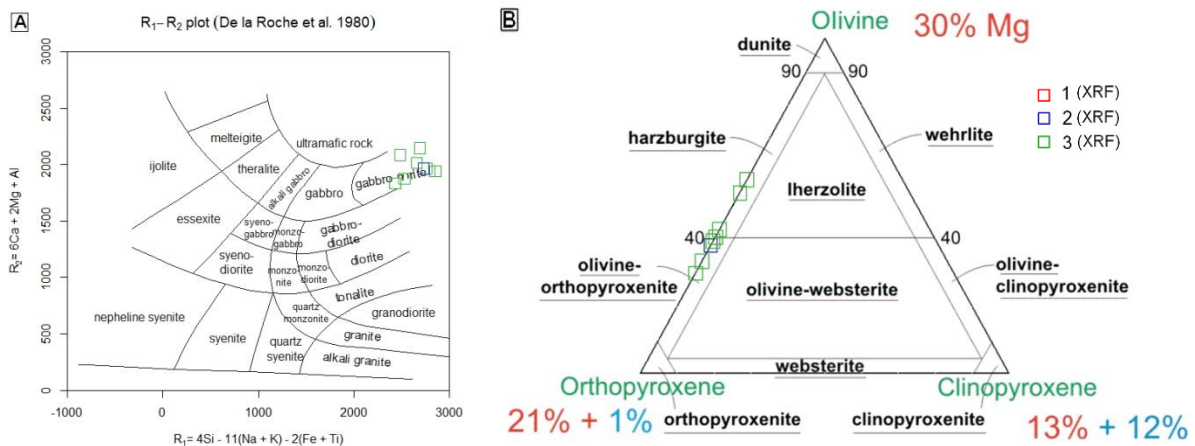 A
R₁–R₂ plot (De la Roche et al. 1980)
R₂= 6Ca + 2Mg + Al
3000
2500
2000
1500
1000
500
0
melteigite
ultramafic rock
ijolite
theralite
alkali gabbro
gabbro
gabbro-norite
essexite
syeno-
gabbro
monzo-
gabbro
gabbro-
diorite
syeno-
diorite
monzo-
nite
monzo-
diorite
diorite
tonalite
nepheline syenite
quartz
monzonite
granodiorite
syenite
quartz
syenite
granite
alkali granite
-1000
0
1000
2000
3000
R₁= 4Si - 11(Na + K) - 2(Fe + Ti)
B
Olivine
30% Mg
dunite
90
90
1 (XRF)
2 (XRF)
3 (XRF)
harzburgite
wehrlite
lherzolite
40
40
olivine-
orthopyroxenite
olivine-websterite
olivine-
clinopyroxenite
websterite
Orthopyroxene
Clinopyroxene
21% + 1%
orthopyroxenite
clinopyroxenite
13% + 12%